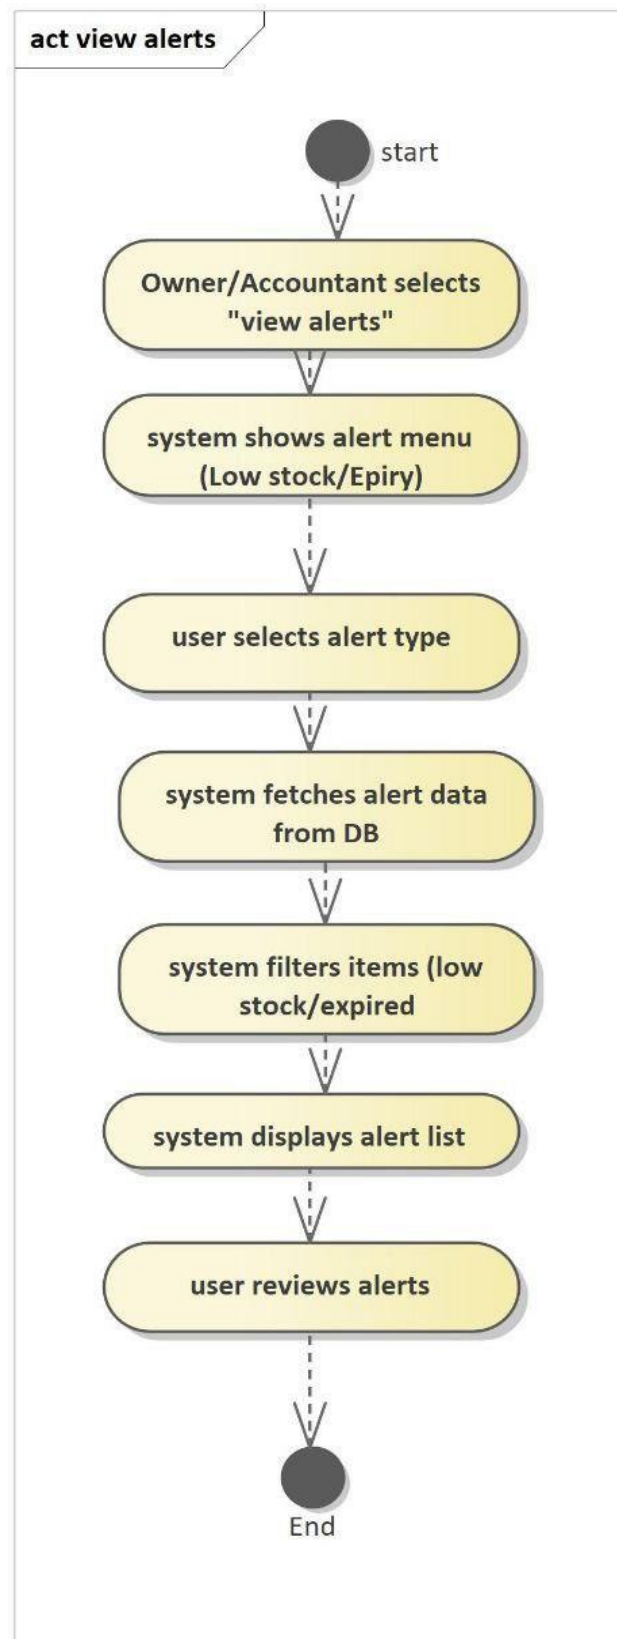 act view alerts
start
Owner/Accountant selects
"view alerts"
system shows alert menu
(Low stock/Epiry)
user selects alert type
system fetches alert data
from DB
system filters items (low
stock/expired
system displays alert list
user reviews alerts
End